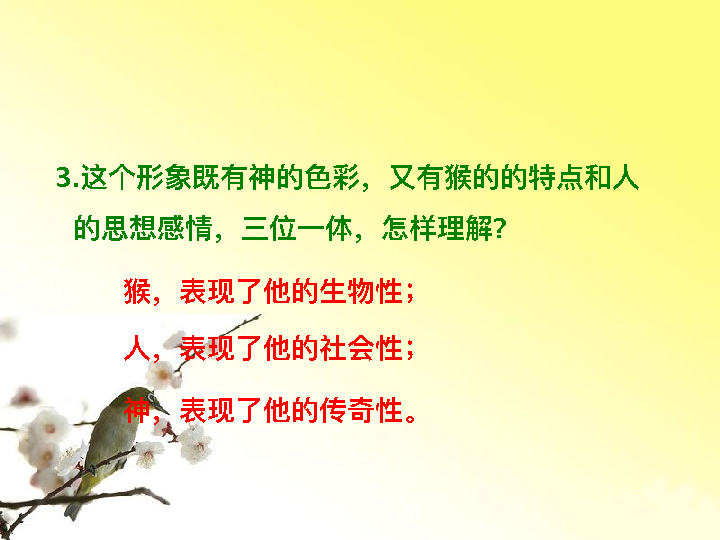 3.这个形象既有神的色彩，又有猴的的特点和人
的思想感情，三位一体，怎样理解?
猴，表现了他的生物性；
人，表现了他的社会性；
神，表现了他的传奇性。